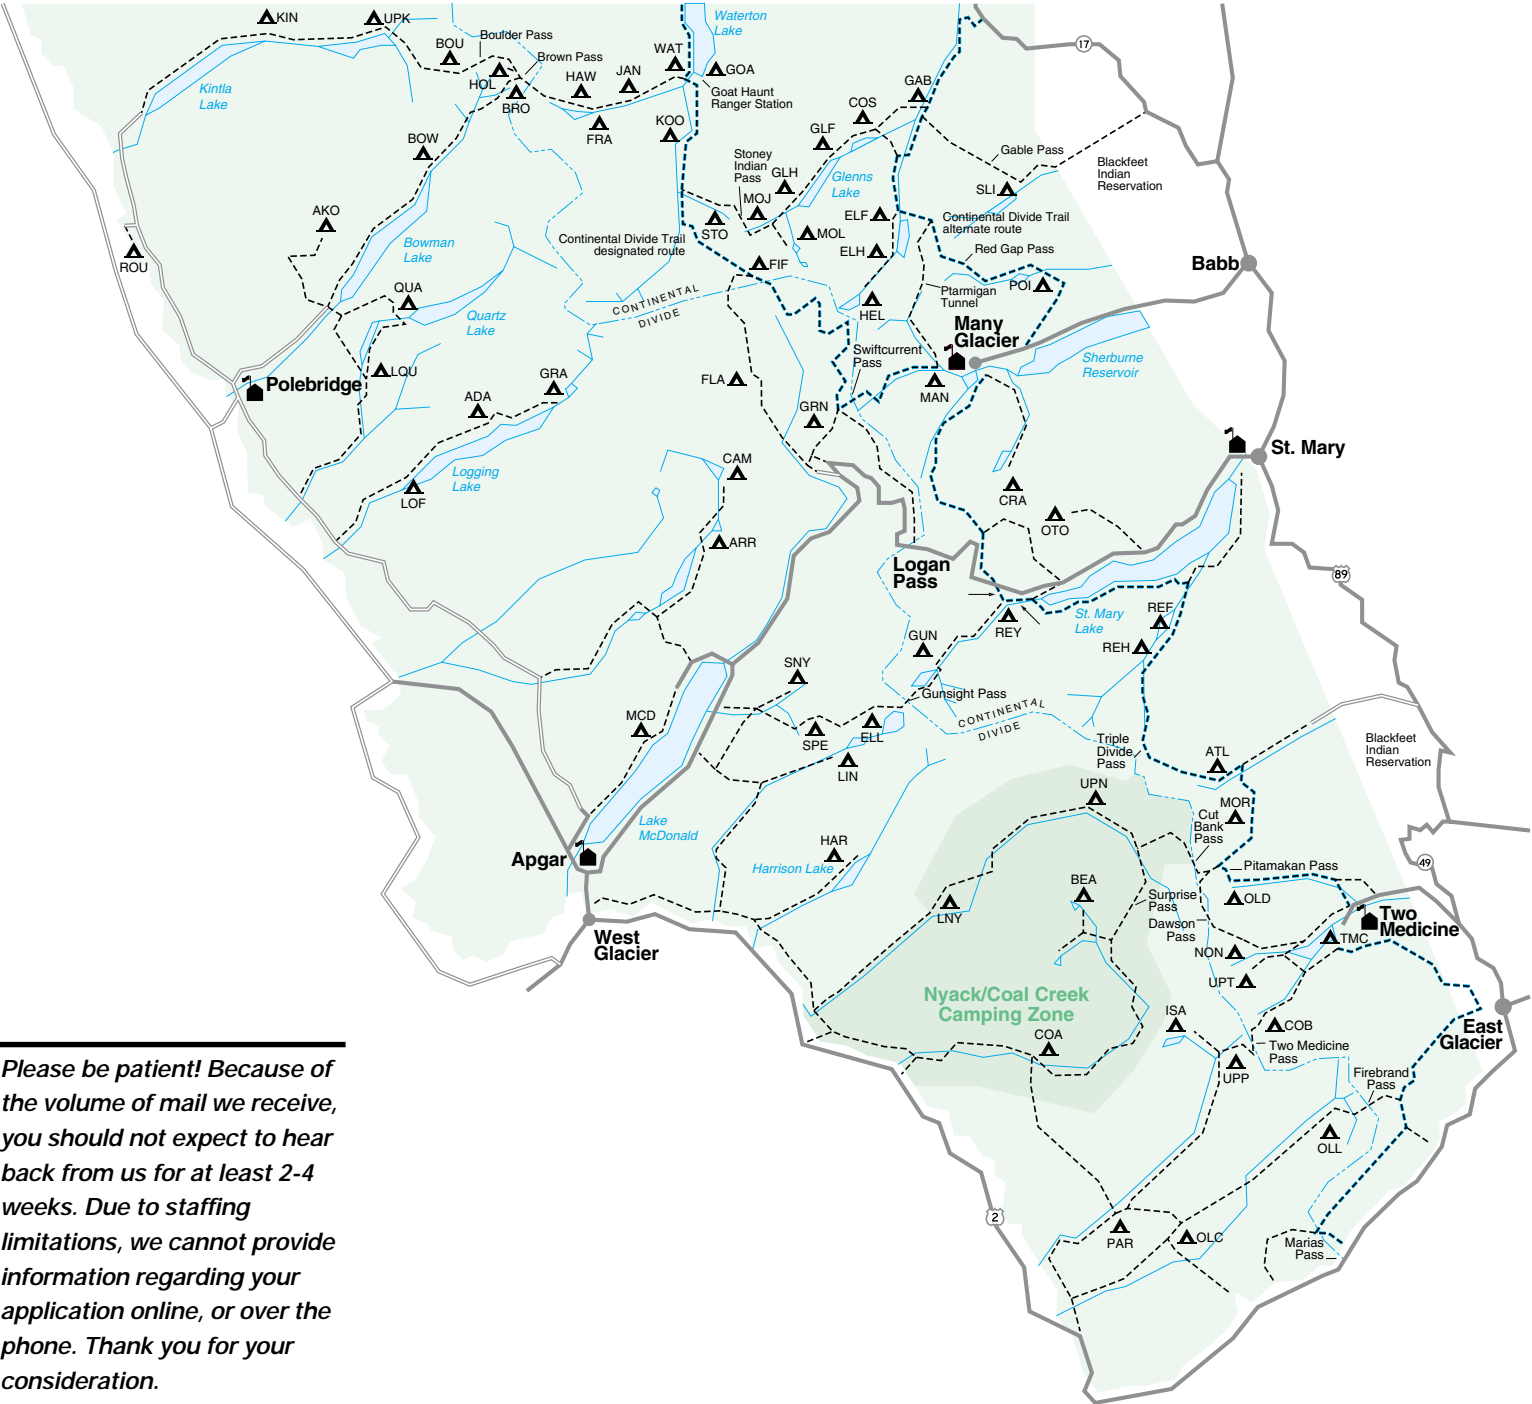 KIN
UPK
BOU
Boulder Pass
HOL
Brown Pass
BRO
HAW
JAN
WAT
Waterton
Lake
GOA
Goat Haunt
Ranger Station
17
Kintla
Lake
FRA
KOO
BOW
GAB
COS
GLF
Stoney
Indian
Pass
GLH
Glenns
Lake
Gable Pass
Blackfeet
Indian
Reservation
SLI
MOJ
AKO
ROU
Bowman
Lake
Continental Divide Trail
designated route
STO
MOL
ELF
ELH
Continental Divide Trail
alternate route
Red Gap Pass
FIF
Babb
QUA
Quartz
Lake
CONTINENTAL
DIVIDE
Ptarmigan
Tunnel
POI
HEL
Many
Glacier
Swiftcurrent
Pass
Sherburne
Reservoir
LQU
Polebridge
GRA
ADA
FLA
GRN
MAN
Logging
Lake
LOF
CAM
ARR
CRA
OTO
St. Mary
Logan
Pass
89
St. Mary
Lake
REY
REF
REH
GUN
SNY
Gunsight Pass
MCD
SPE
ELL
LIN
CONTINENTAL
DIVIDE
Triple
Divide
Pass
ATL
Blackfeet
Indian
Reservation
UPN
MOR
Cut
Bank
Pass
Lake
McDonald
Apgar
HAR
Harrison Lake
Pitamakan Pass
49
BEA
LNY
Surprise
Pass
OLD
Dawson
Pass
Two
Medicine
TMC
West
Glacier
NON
UPT
Nyack/Coal Creek
Camping Zone
ISA
COA
COB
East
Glacier
Two Medicine
Pass
UPP
Firebrand
Pass
OLL
2
PAR
OLC
Marias
Pass
Please be patient! Because of
the volume of mail we receive,
you should not expect to hear
back from us for at least 2-4
weeks. Due to staffing
limitations, we cannot provide
information regarding your
application online, or over the
phone. Thank you for your
consideration.